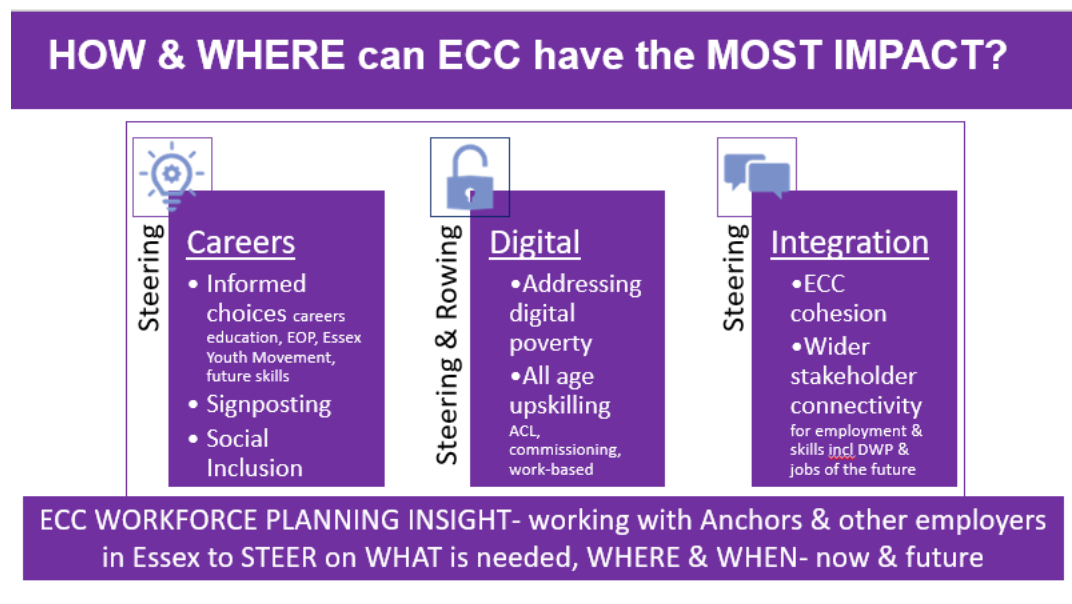 HOW & WHERE can ECC have the MOST IMPACT?
Steering
Careers
• Informed
choices careers
education, EOP, Essex
Youth Movement,
future skills
• Signposting
• Social
Inclusion
Steering & Rowing
Digital
•Addressing
digital
poverty
•All age
upskilling
ACL,
commissioning,
work-based
Steering
Integration
•ECC
cohesion
•Wider
stakeholder
connectivity
for employment &
skills incl DWP &
jobs of the future
ECC WORKFORCE PLANNING INSIGHT- working with Anchors & other employers
in Essex to STEER on WHAT is needed, WHERE & WHEN- now & future